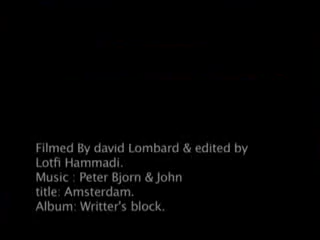 Filmed By david Lombard & edited by
Lotfi Hammadi.
Music : Peter Bjorn & John
title: Amsterdam.
Album: Writter's block.